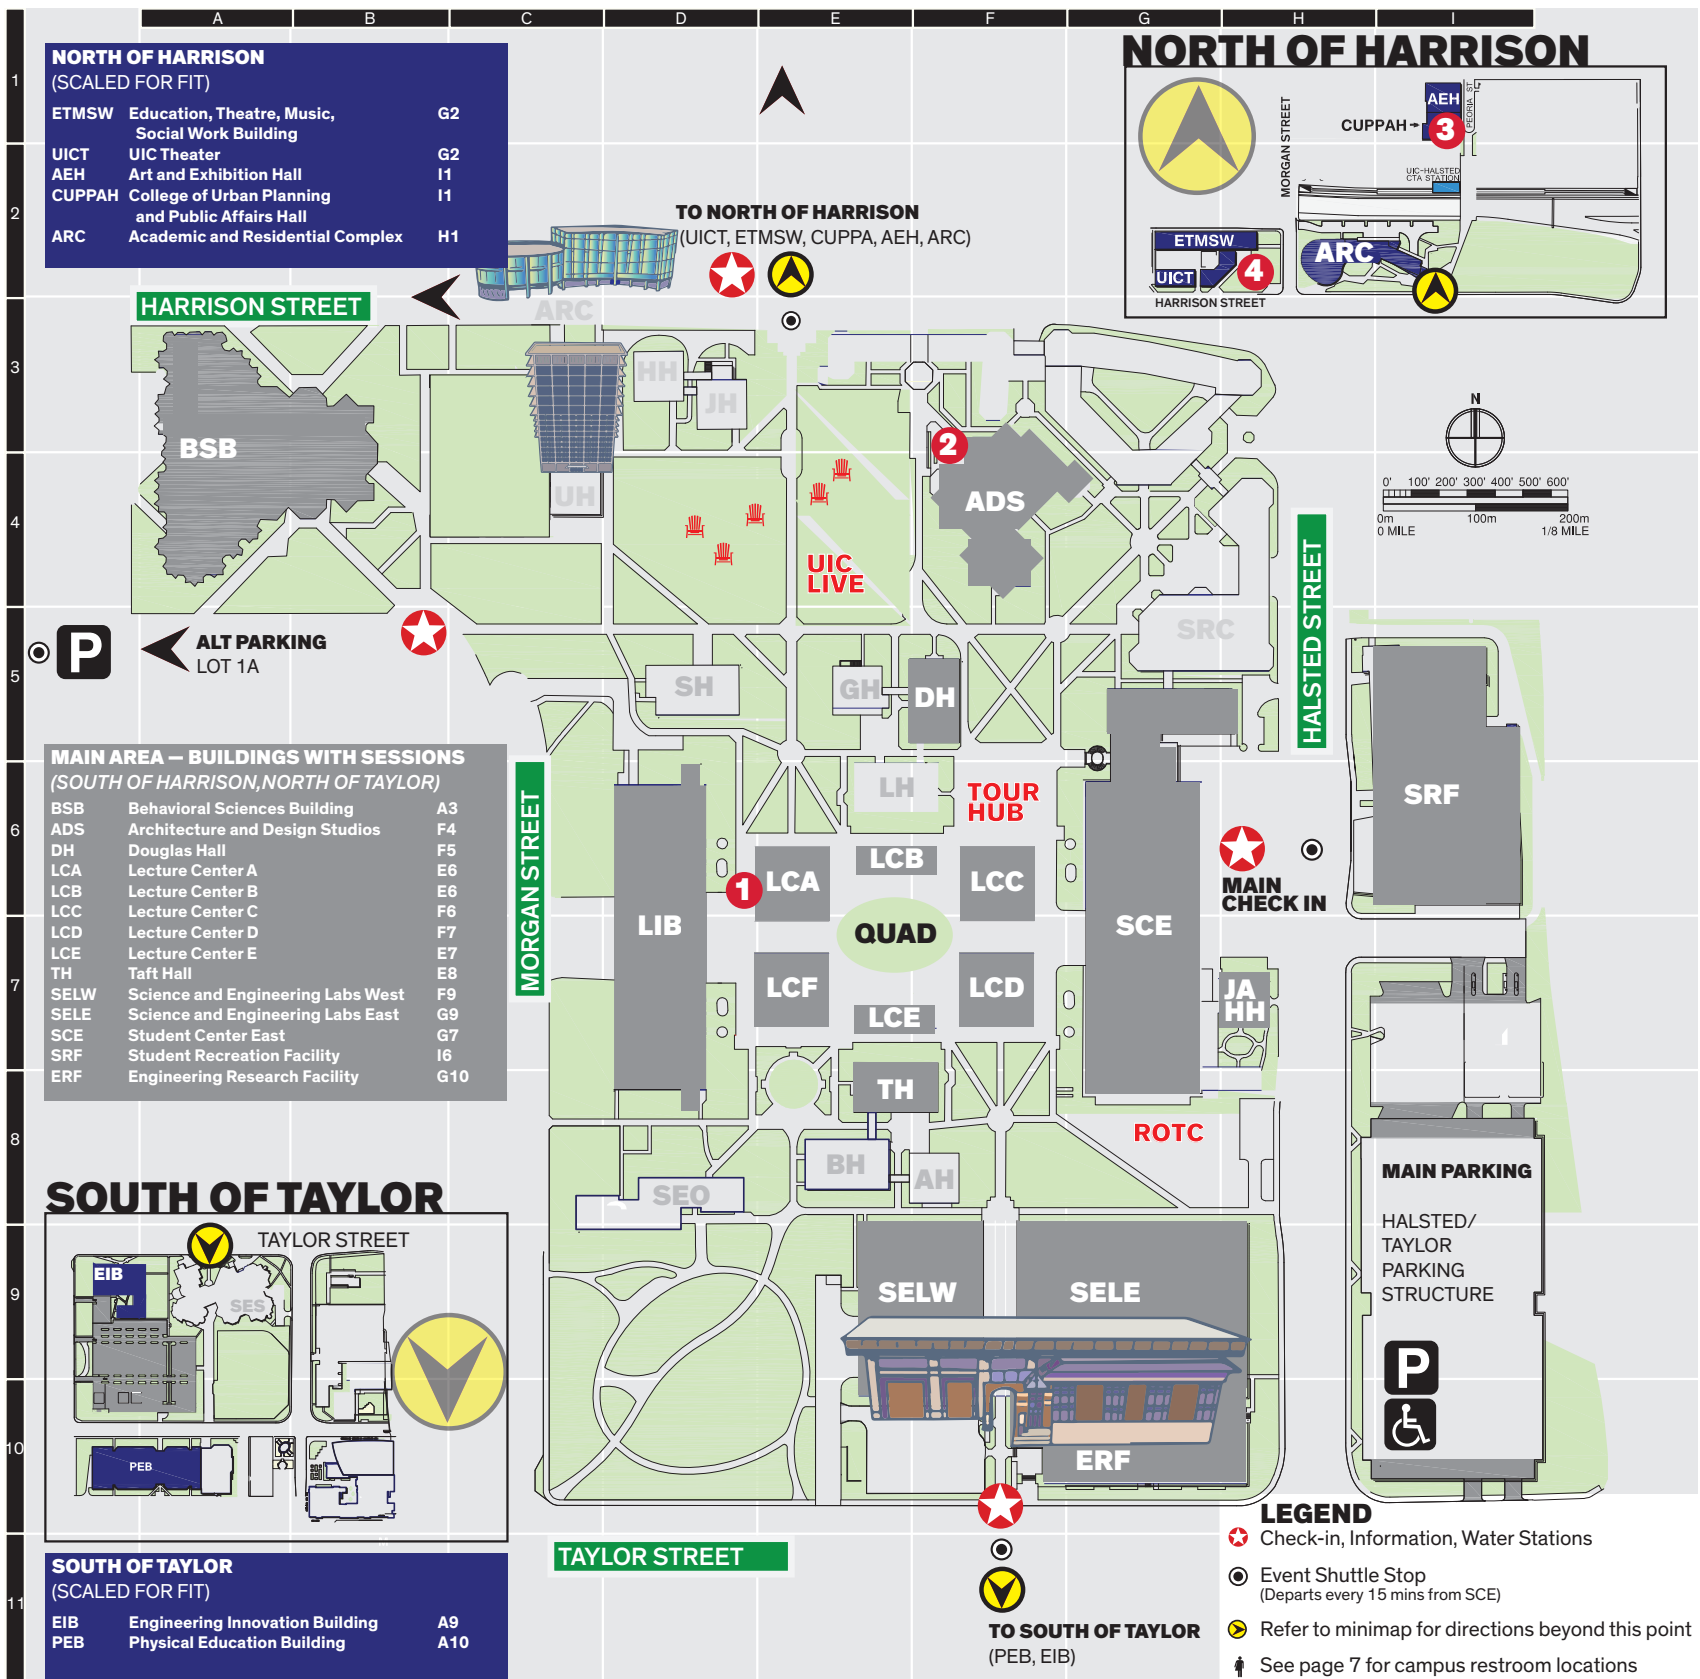 A B C D E F G H I
1
2
3
4
5
6
7
8
9
10
11
NORTH OF HARRISON
(SCALED FOR FIT)
ETMSW Education, Theatre, Music, G2
Social Work Building
UICT UIC Theater G2
AEH Art and Exhibition Hall I1
CUPPAH College of Urban Planning I1
and Public Affairs Hall
ARC Academic and Residential Complex H1
NORTH OF HARRISON
MORGAN STREET
PEORIA ST
AEH
CUPPAH
3
UIC-HALSTED
CTA STATION
ETMSW
UICT
4
ARC
HARRISON STREET
TO NORTH OF HARRISON
(UICT, ETMSW, CUPPA, AEH, ARC)
HARRISON STREET
ARC
HH
JH
BSB
UH
2
ADS
UIC
LIVE
N
0' 100' 200' 300' 400' 500' 600'
0m 100m 200m
0 MILE 1/8 MILE
HALSTED STREET
P
ALT PARKING
LOT 1A
SRC
SH
GH
DH
MAIN AREA — BUILDINGS WITH SESSIONS
(SOUTH OF HARRISON,NORTH OF TAYLOR)
BSB Behavioral Sciences Building A3
ADS Architecture and Design Studios F4
DH Douglas Hall F5
LCA Lecture Center A E6
LCB Lecture Center B E6
LCC Lecture Center C F6
LCD Lecture Center D F7
LCE Lecture Center E E7
TH Taft Hall E8
SELW Science and Engineering Labs West F9
SELE Science and Engineering Labs East G9
SCE Student Center East G7
SRF Student Recreation Facility I6
ERF Engineering Research Facility G10
MORGAN STREET
LH
TOUR
HUB
SRF
1
LCA
LCB
LCC
MAIN
CHECK IN
LIB
QUAD
SCE
LCF
LCE
LCD
JA
HH
TH
ROTC
BH
AH
SEO
MAIN PARKING
HALSTED/
TAYLOR
PARKING
STRUCTURE
P
SOUTH OF TAYLOR
TAYLOR STREET
EIB
SES
PEB
SELW
SELE
ERF
TAYLOR STREET
TO SOUTH OF TAYLOR
(PEB, EIB)
SOUTH OF TAYLOR
(SCALED FOR FIT)
EIB Engineering Innovation Building A9
PEB Physical Education Building A10
LEGEND
Check-in, Information, Water Stations
Event Shuttle Stop
(Departs every 15 mins from SCE)
Refer to minimap for directions beyond this point
See page 7 for campus restroom locations